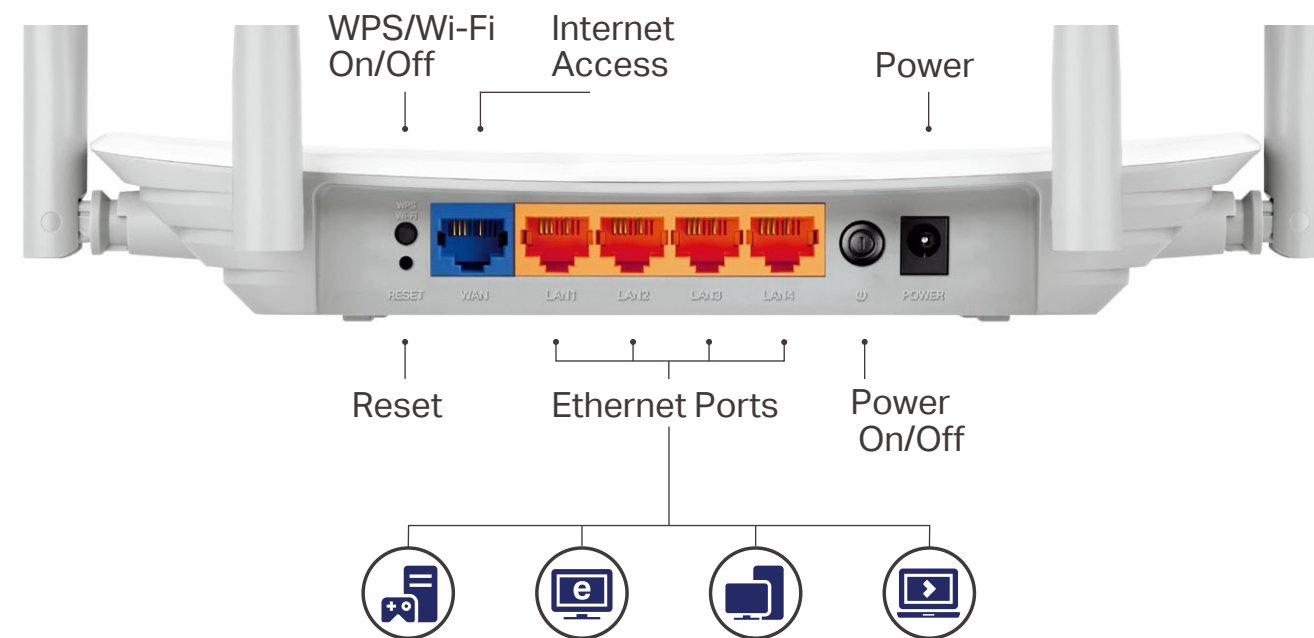 WPS/Wi-Fi
On/Off
Internet
Access
Power
WPS
Wi-Fi
RESET
WAN
LAN1
LAN2
LAN3
LAN4
POWER
Reset
Ethernet Ports
Power
On/Off
e